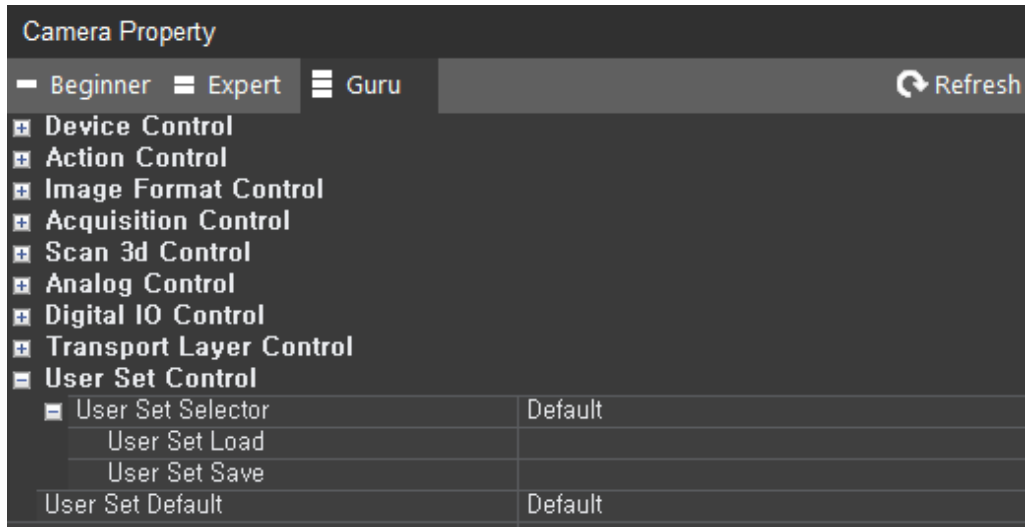 Camera Property
Beginner Expert Guru Refresh
Device Control
Action Control
Image Format Control
Acquisition Control
Scan 3d Control
Analog Control
Digital IO Control
Transport Layer Control
User Set Control
User Set Selector Default
User Set Load
User Set Save
User Set Default Default